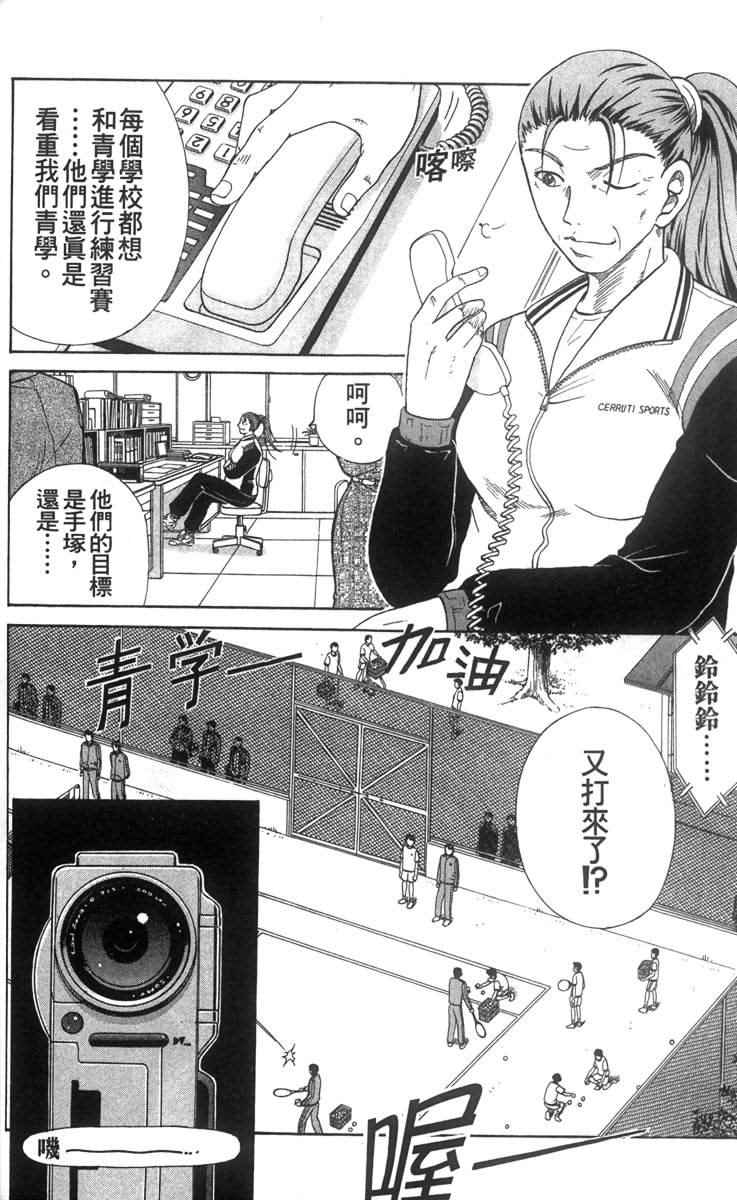 喀嚓
每個學校都想
和青學進行練習賽
……他們還真是
看重我們青學。
CERRUTI SPORTS
呵呵。
他們的目標
是手塚，
還是……
鈴鈴鈴……
又打來了!?
青学—加油
喔—
嘰—